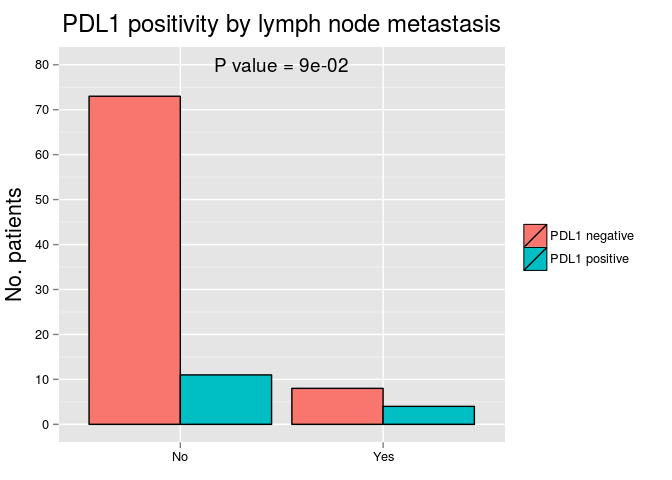 PDL1 positivity by lymph node metastasis
P value = 9e-02
No. patients
80
70
60
50
40
30
20
10
0
No
Yes
PDL1 negative
PDL1 positive